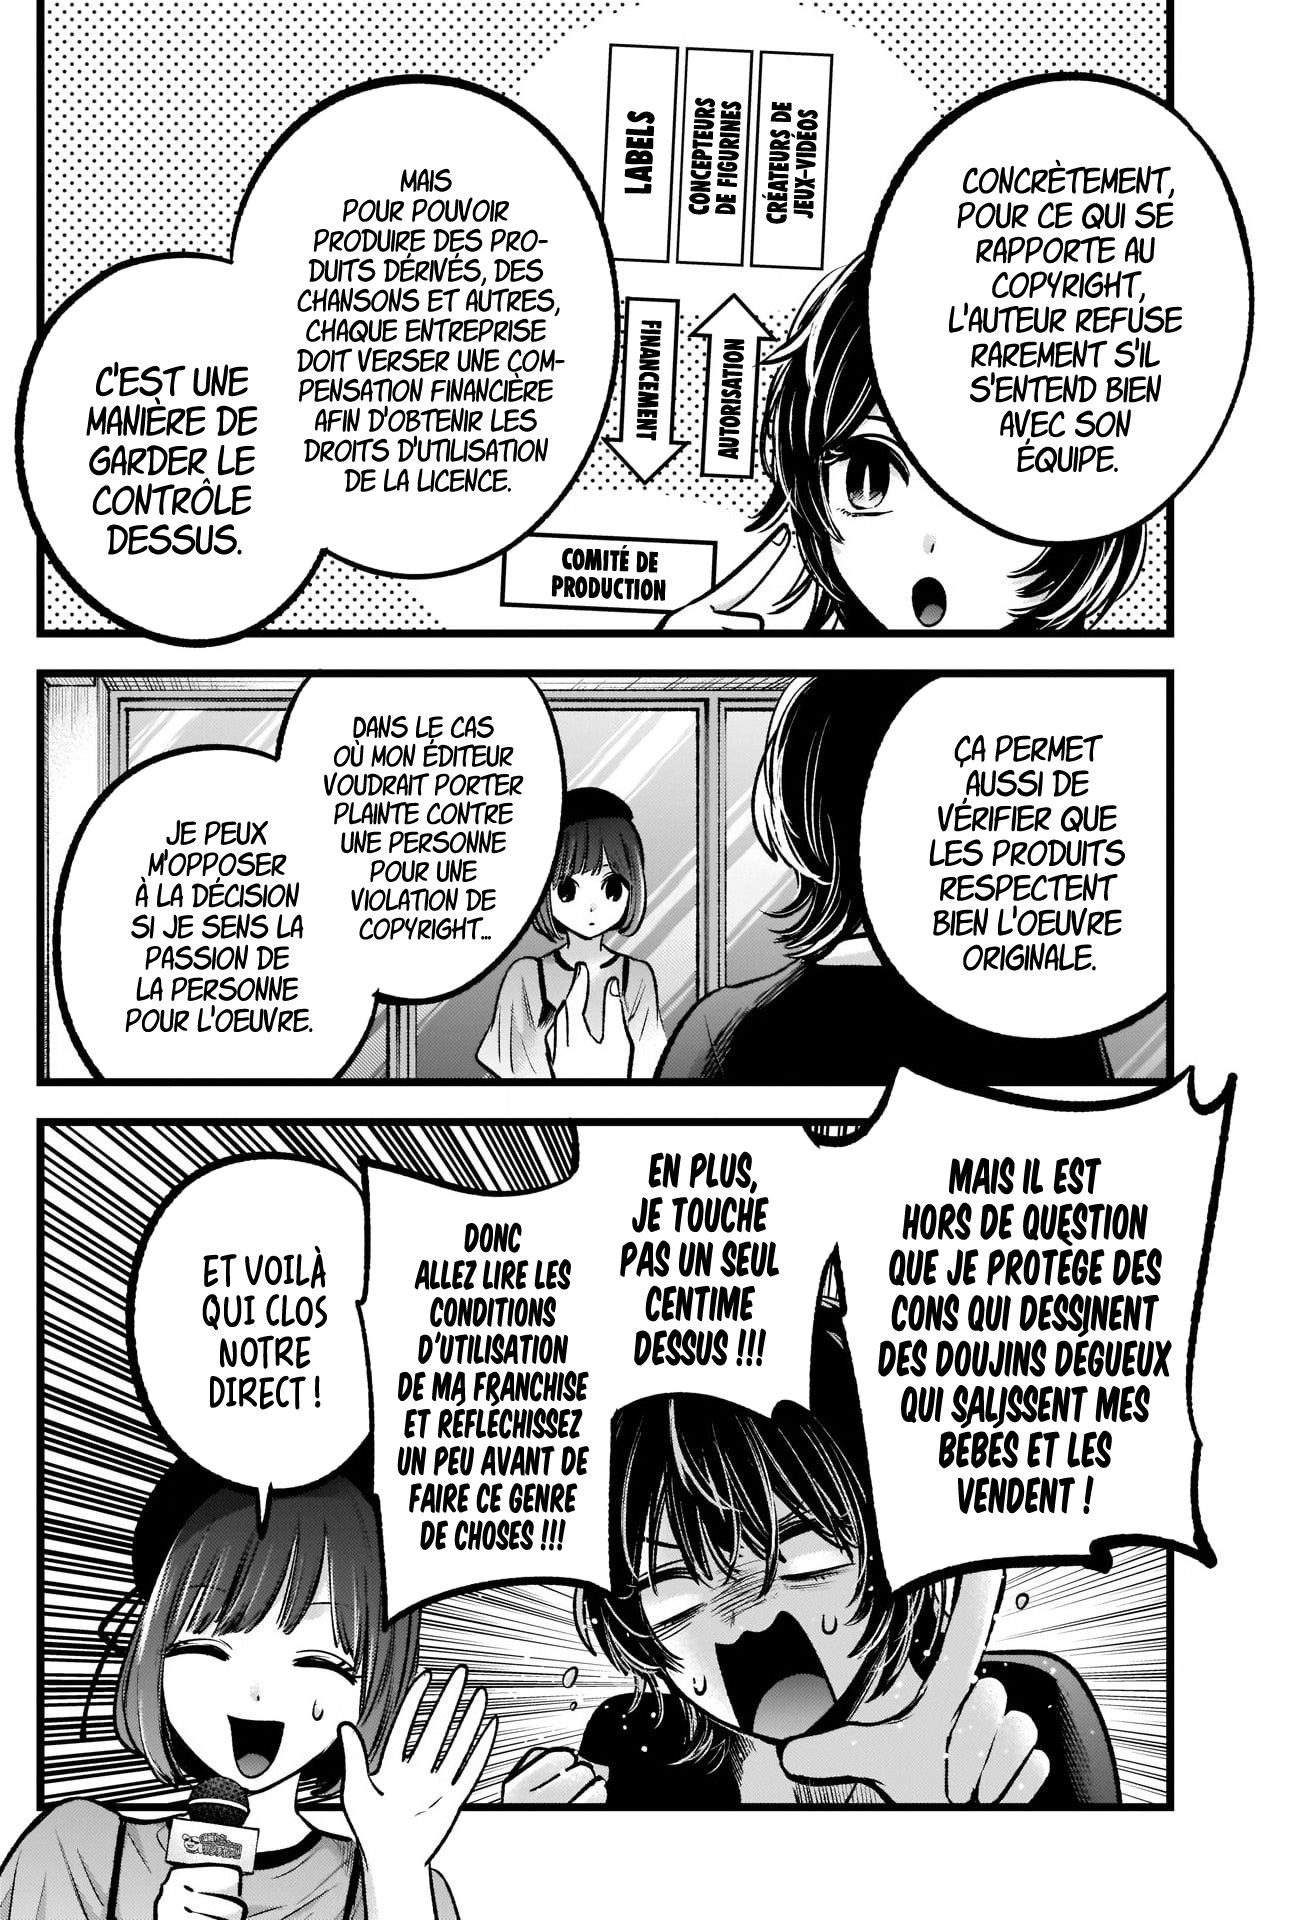 CONCRÈTEMENT,
POUR CE QUI SE
RAPPORTE AU
COPYRIGHT,
L'AUTEUR REFUSE
RAREMENT S'IL
S'ENTEND BIEN
AVEC SON
ÉQUIPE.
LABELS
CONCEPTEURS
DE FIGURINES
CRÉATEURS DE
JEUX-VIDÉOS
FINANCEMENT
AUTORISATION
COMITÉ DE
PRODUCTION
MAIS
POUR POUVOIR
PRODUIRE DES PRO-
DUITS DÉRIVÉS, DES
CHANSONS ET AUTRES,
CHAQUE ENTREPRISE
DOIT VERSER UNE COM-
PENSATION FINANCIÈRE
AFIN D'OBTENIR LES
DROITS D'UTILISATION
DE LA LICENCE.
C'EST UNE
MANIÈRE DE
GARDER LE
CONTRÔLE
DESSUS.
ÇA PERMET
AUSSI DE
VÉRIFIER QUE
LES PRODUITS
RESPECTENT
BIEN L'OEUVRE
ORIGINALE.
DANS LE CAS
OÙ MON ÉDITEUR
VOUDRAIT PORTER
PLAINTE CONTRE
UNE PERSONNE
POUR UNE
VIOLATION DE
COPYRIGHT...
JE PEUX
M'OPPOSER
À LA DÉCISION
SI JE SENS LA
PASSION DE
LA PERSONNE
POUR L'OEUVRE.
MAIS IL EST
HORS DE QUESTION
QUE JE PROTÈGE DES
CONS QUI DESSINENT
DES DOUJINS DÉGUEUX
QUI SALISSENT MES
BÉBÉS ET LES
VENDENT !
EN PLUS,
JE TOUCHE
PAS UN SEUL
CENTIME
DESSUS !!!
DONC
ALLEZ LIRE LES
CONDITIONS
D'UTILISATION
DE MA FRANCHISE
ET RÉFLÉCHISSEZ
UN PEU AVANT DE
FAIRE CE GENRE
DE CHOSES !!!
ET VOILÀ
QUI CLOS
NOTRE
DIRECT !